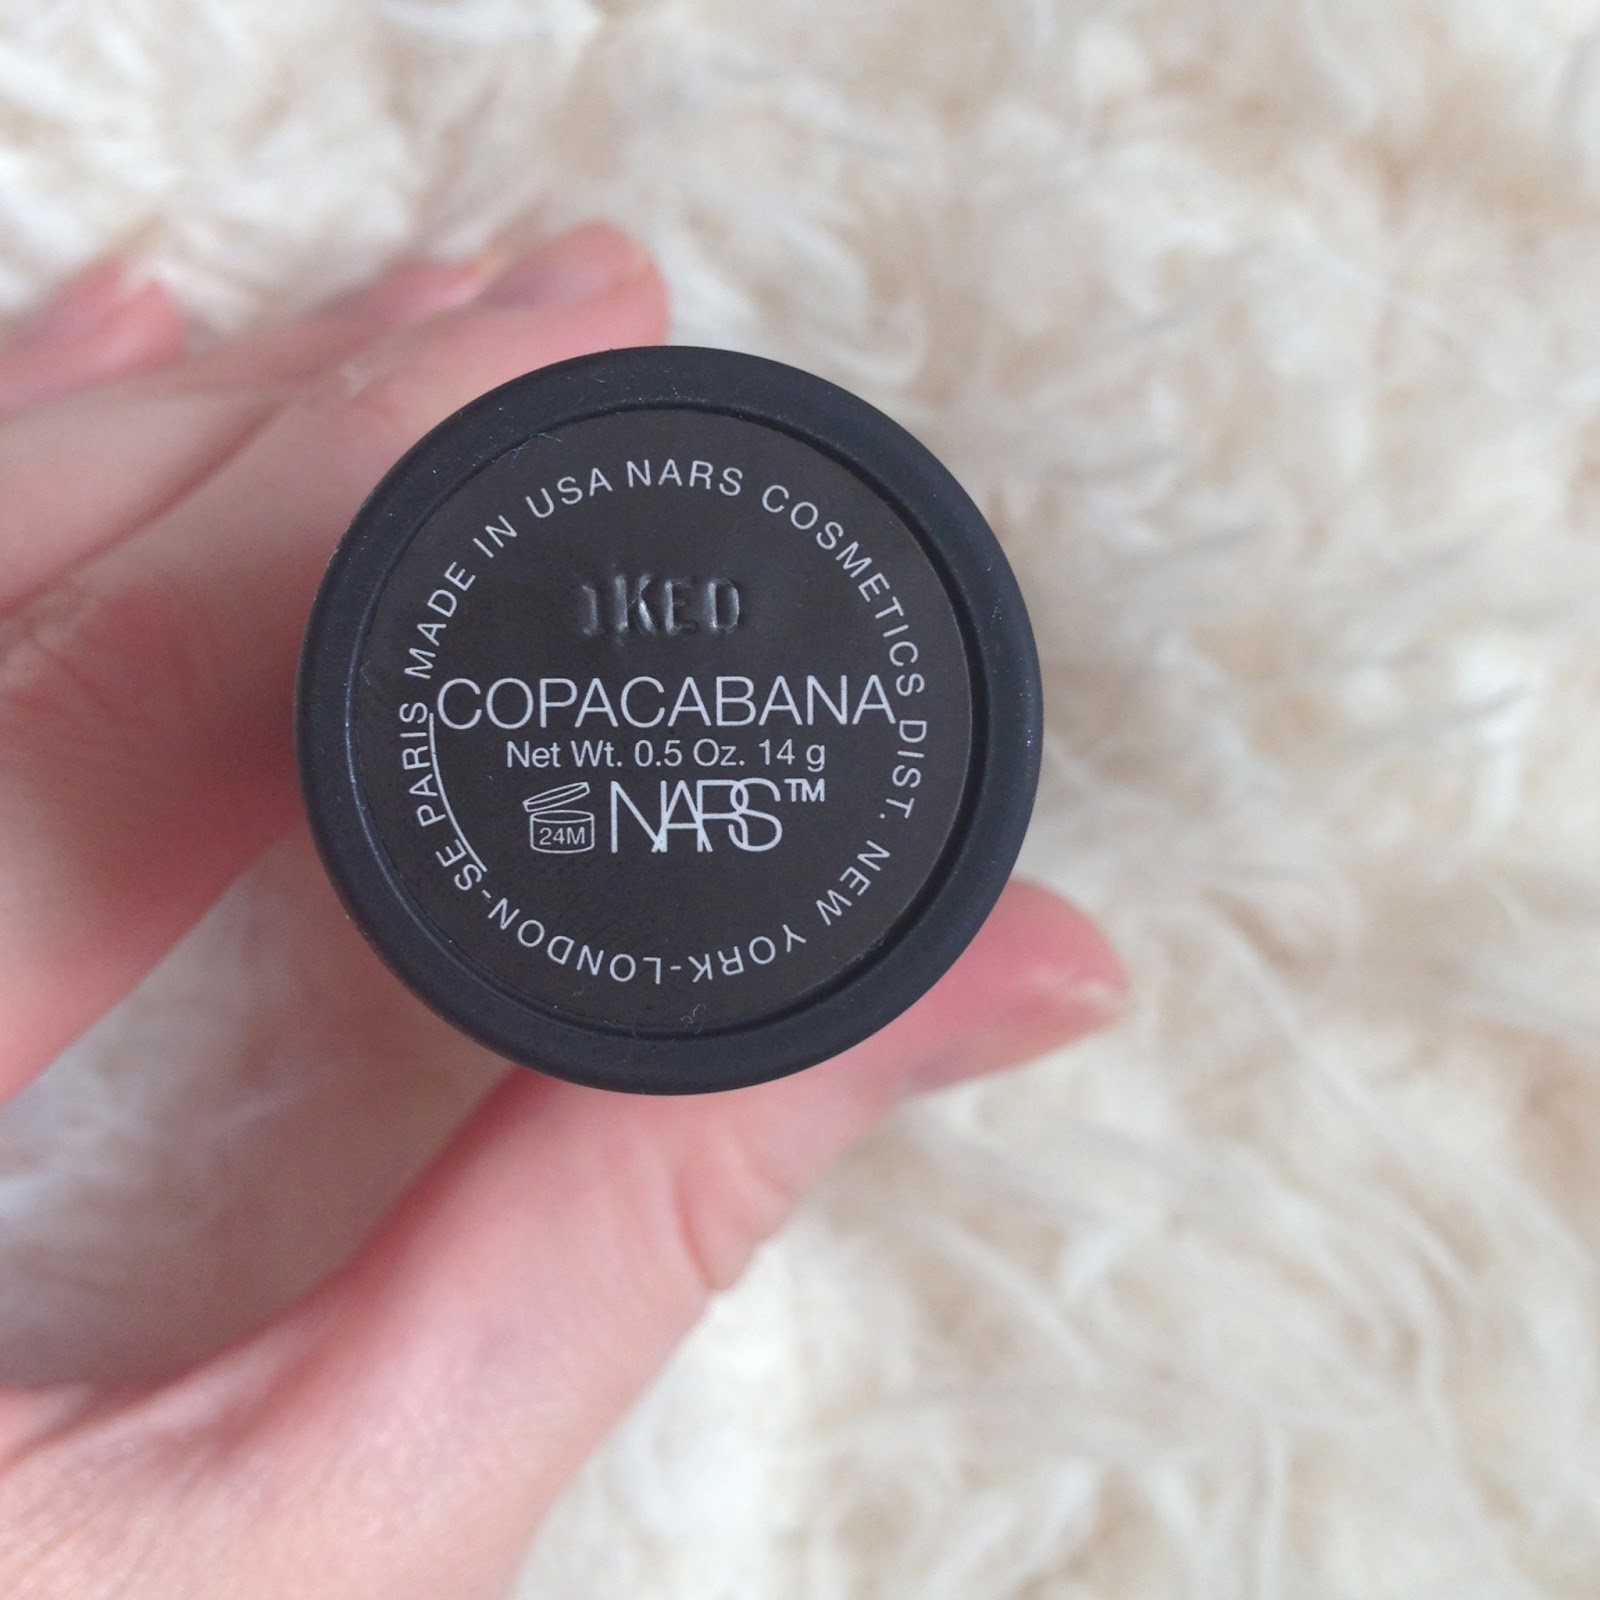 MADE IN USA NARS COSMETICS DIST. NEW YORK-LONDON-SE PARIS
COPACABANA
Net Wt. 0.5 Oz. 14 g
24M NARS™